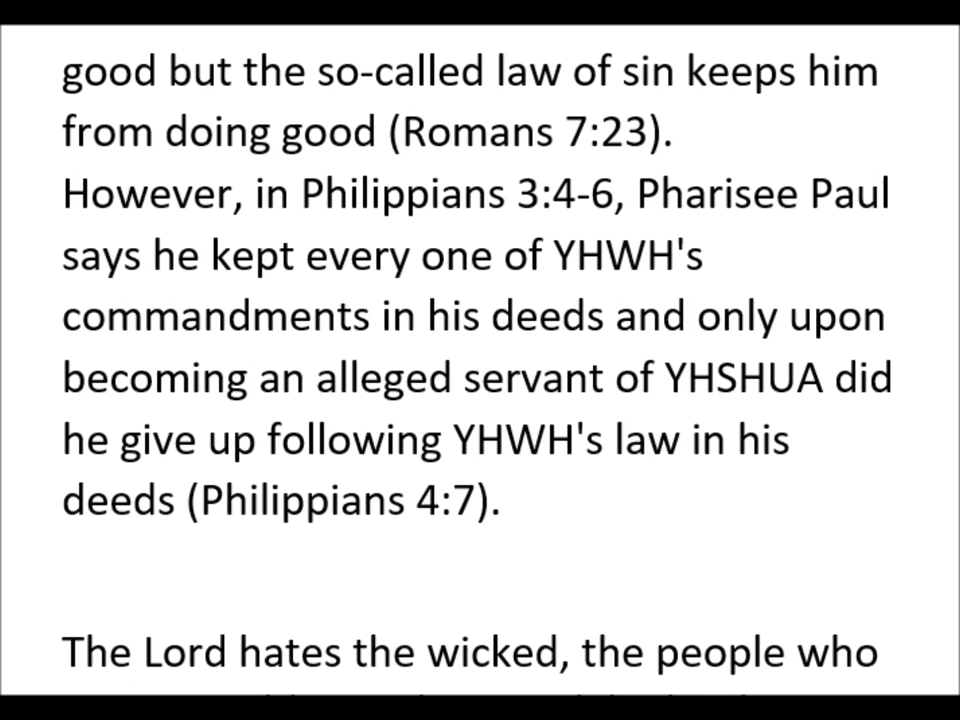 good but the so-called law of sin keeps him
from doing good (Romans 7:23).
However, in Philippians 3:4-6, Pharisee Paul
says he kept every one of YHWH's
commandments in his deeds and only upon
becoming an alleged servant of YHSHUA did
he give up following YHWH's law in his
deeds (Philippians 4:7).
The Lord hates the wicked, the people who